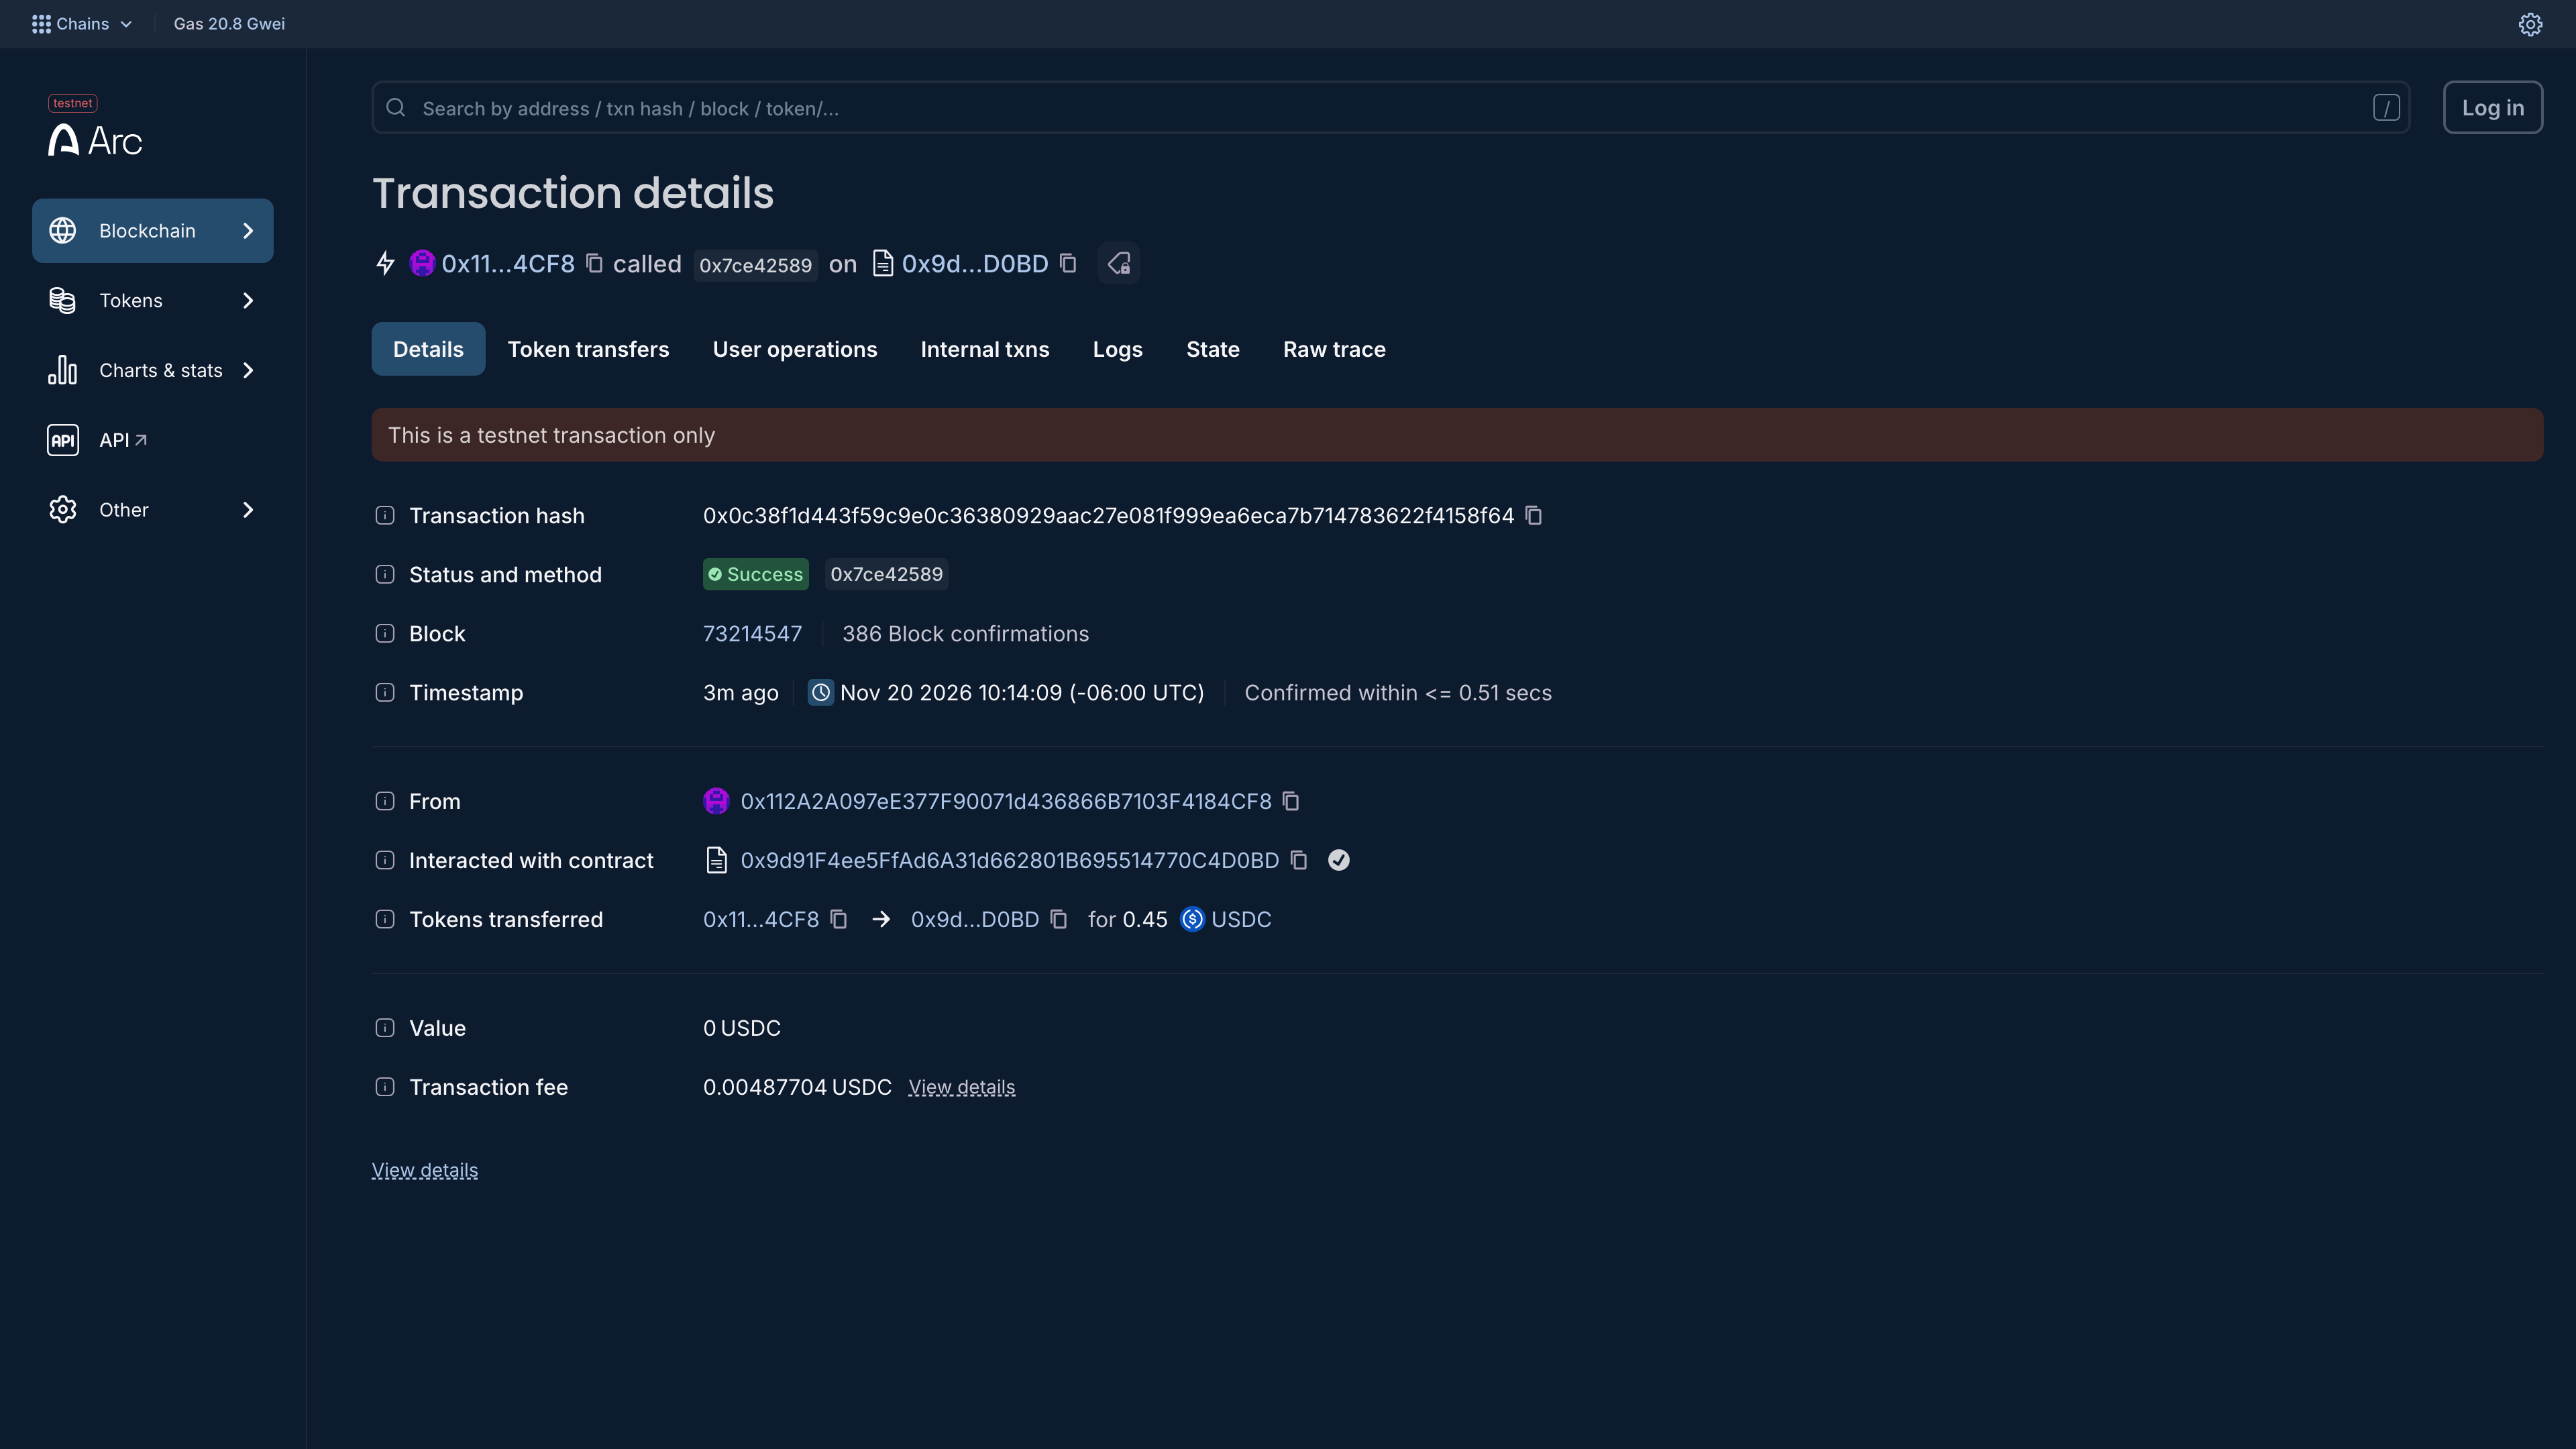 Chains Gas 20.8 Gwei
testnet
Arc
Search by address / txn hash / block / token/... /
Log in
Blockchain
Tokens
Charts & stats
API API
Other
Transaction details
0x11...4CF8 called 0x7ce42589 on 0x9d...D0BD
Details Token transfers User operations Internal txns Logs State Raw trace
This is a testnet transaction only
Transaction hash 0x0c38f1d443f59c9e0c36380929aac27e081f999ea6eca7b714783622f4158f64
Status and method Success 0x7ce42589
Block 73214547 386 Block confirmations
Timestamp 3m ago Nov 20 2026 10:14:09 (-06:00 UTC) Confirmed within <= 0.51 secs
From 0x112A2A097eE377F90071d436866B7103F4184CF8
Interacted with contract 0x9d91F4ee5FfAd6A31d662801B695514770C4D0BD
Tokens transferred 0x11...4CF8 → 0x9d...D0BD for 0.45 USDC
Value 0 USDC
Transaction fee 0.00487704 USDC View details
View details